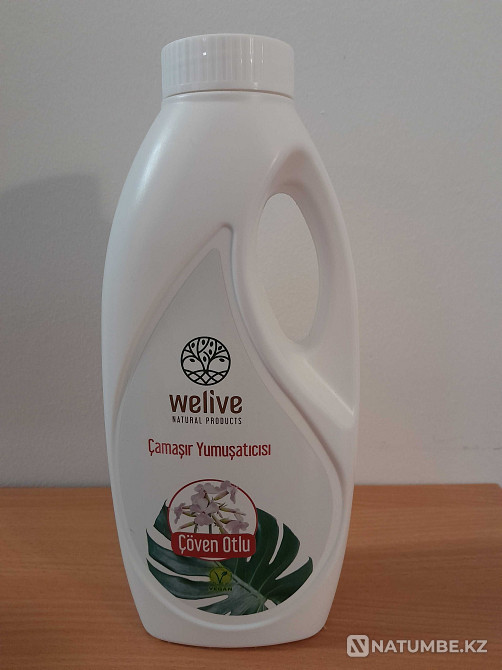 welive
NATURAL PRODUCTS
Çamaşır Yumuşatıcısı
Çöven Otlu
VEGAN
NATUMBE.KZ